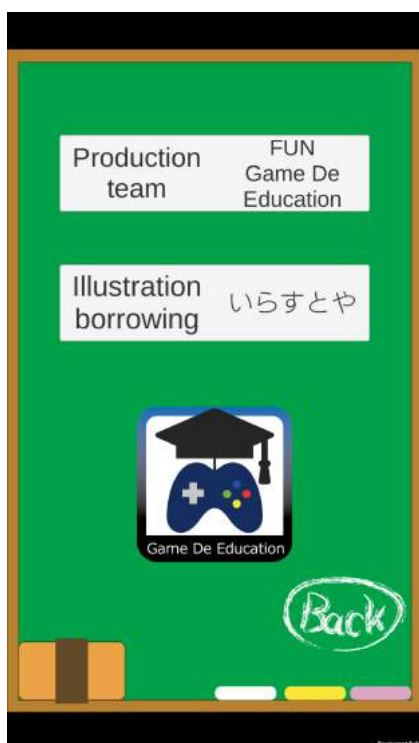 Production
team
FUN
Game De
Education
Illustration
borrowing
いらすとや
Game De Education
Back